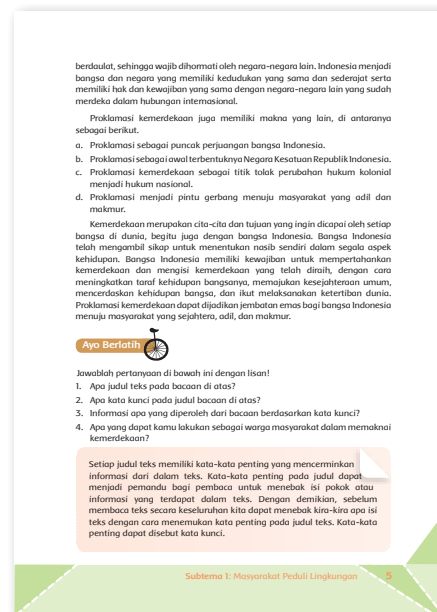 berdaulat, sehingga wajib dihormati oleh negara-negara lain. Indonesia menjadi
bangsa dan negara yang memiliki kedudukan yang sama dan sederajat serta
memiliki hak dan kewajiban yang sama dengan negara-negara lain yang sudah
merdeka dalam hubungan internasional.
Proklamasi kemerdekaan juga memiliki makna yang lain, di antaranya
sebagai berikut.
a. Proklamasi sebagai puncak perjuangan bangsa Indonesia.
b. Proklamasi sebagai awal terbentuknya Negara Kesatuan Republik Indonesia.
c. Proklamasi kemerdekaan sebagai titik tolak perubahan hukum kolonial
menjadi hukum nasional.
d. Proklamasi menjadi pintu gerbang menuju masyarakat yang adil dan
makmur.
Kemerdekaan merupakan cita-cita dan tujuan yang ingin dicapai oleh setiap
bangsa di dunia, begitu juga dengan bangsa Indonesia. Bangsa Indonesia
telah mengambil sikap untuk menentukan nasib sendiri dalam segala aspek
kehidupan. Bangsa Indonesia memiliki kewajiban untuk mempertahankan
kemerdekaan dan mengisi kemerdekaan yang telah diraih, dengan cara
meningkatkan taraf kehidupan bangsanya, memajukan kesejahteraan umum,
mencerdaskan kehidupan bangsa, dan ikut melaksanakan ketertiban dunia.
Proklamasi kemerdekaan dapat dijadikan jembatan emas bagi bangsa Indonesia
menuju masyarakat yang sejahtera, adil, dan makmur.
Ayo Berlatih
Jawablah pertanyaan di bawah ini dengan lisan!
1. Apa judul teks pada bacaan di atas?
2. Apa kata kunci pada judul bacaan di atas?
3. Informasi apa yang diperoleh dari bacaan berdasarkan kata kunci?
4. Apa yang dapat kamu lakukan sebagai warga masyarakat dalam memaknai
kemerdekaan?
Setiap judul teks memiliki kata-kata penting yang mencerminkan
informasi dari dalam teks. Kata-kata penting pada judul dapat
menjadi pemandu bagi pembaca untuk menebak isi pokok atau
informasi yang terdapat dalam teks. Dengan demikian, sebelum
membaca teks secara keseluruhan kita dapat menebak kira-kira apa isi
teks dengan cara menemukan kata penting pada judul teks. Kata-kata
penting dapat disebut kata kunci.
Subtema 1: Masyarakat Peduli Lingkungan 5